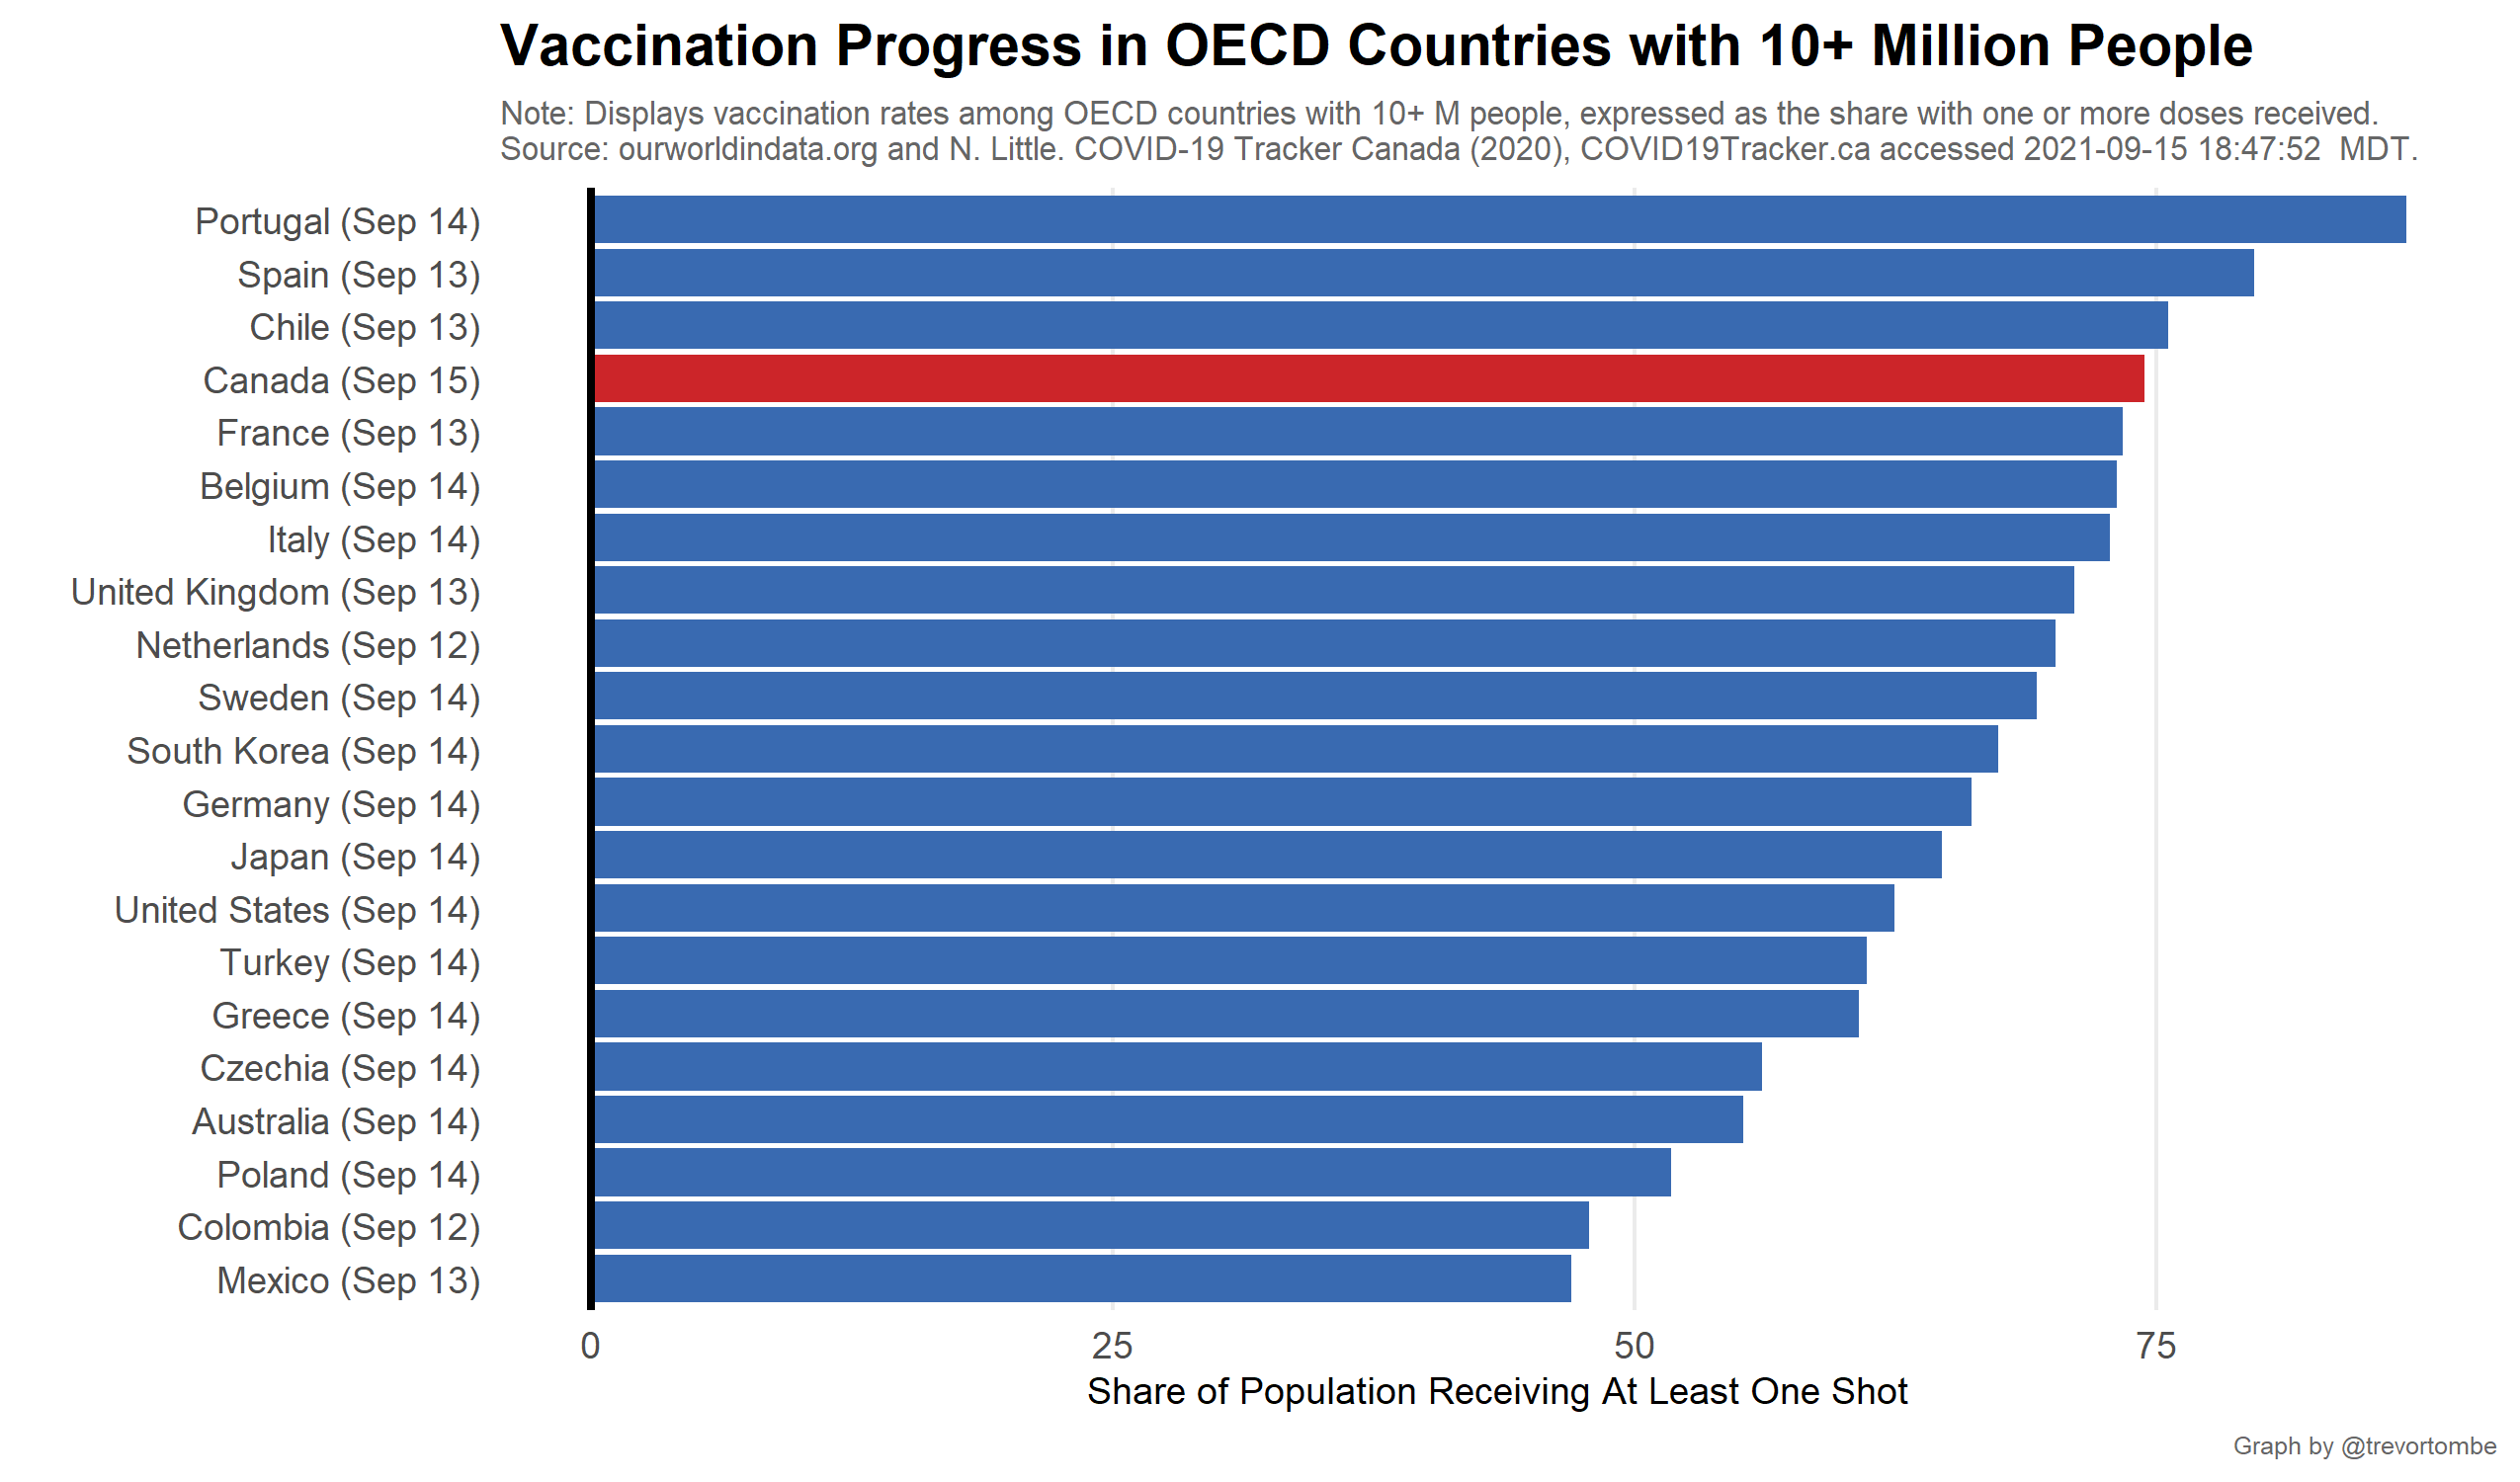 Vaccination Progress in OECD Countries with 10+ Million People
Note: Displays vaccination rates among OECD countries with 10+ M people, expressed as the share with one or more doses received.
Source: ourworldindata.org and N. Little. COVID-19 Tracker Canada (2020), COVID19Tracker.ca accessed 2021-09-15 18:47:52  MDT.
Portugal (Sep 14)
Spain (Sep 13)
Chile (Sep 13)
Canada (Sep 15)
France (Sep 13)
Belgium (Sep 14)
Italy (Sep 14)
United Kingdom (Sep 13)
Netherlands (Sep 12)
Sweden (Sep 14)
South Korea (Sep 14)
Germany (Sep 14)
Japan (Sep 14)
United States (Sep 14)
Turkey (Sep 14)
Greece (Sep 14)
Czechia (Sep 14)
Australia (Sep 14)
Poland (Sep 14)
Colombia (Sep 12)
Mexico (Sep 13)
0 25 50 75
Share of Population Receiving At Least One Shot
Graph by @trevortombe